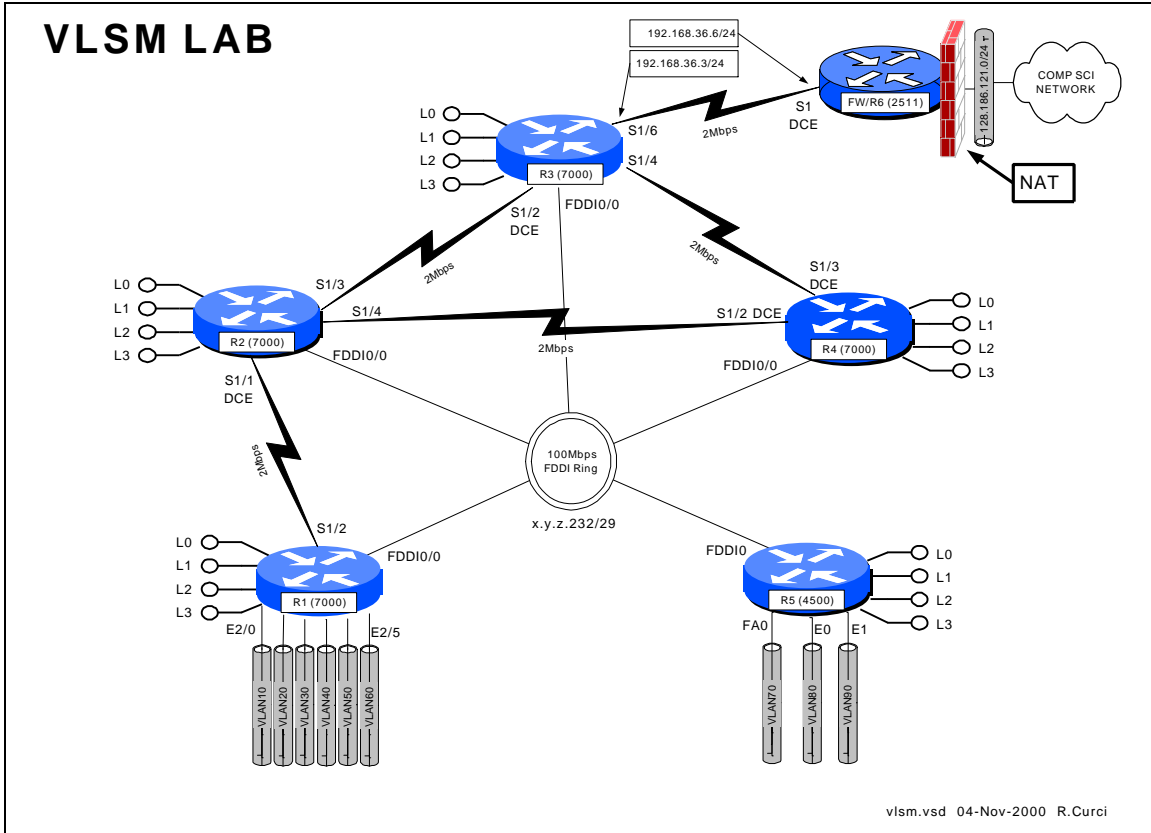 VLSM LAB
192.168.36.6/24
192.168.36.3/24
128.186.121.0/24
COMP SCI
NETWORK
FW/R6 (2511)
S1
DCE
2Mbps
NAT
L0
L1
L2
L3
S1/6
S1/4
R3 (7000)
S1/2
DCE
FDDI0/0
2Mbps
2Mbps
S1/3
DCE
L0
L1
L2
L3
S1/3
S1/4
R2 (7000)
FDDI0/0
S1/1
DCE
2Mbps
S1/2 DCE
R4 (7000)
FDDI0/0
L0
L1
L2
L3
2Mbps
100Mbps
FDDI Ring
x.y.z.232/29
S1/2
L0
L1
L2
L3
FDDI0/0
R1 (7000)
E2/0
E2/5
VLAN10
VLAN20
VLAN30
VLAN40
VLAN50
VLAN60
FDDI0
R5 (4500)
L0
L1
L2
L3
FA0
E0
E1
VLAN70
VLAN80
VLAN90
vlsm.vsd 04-Nov-2000 R.Curci